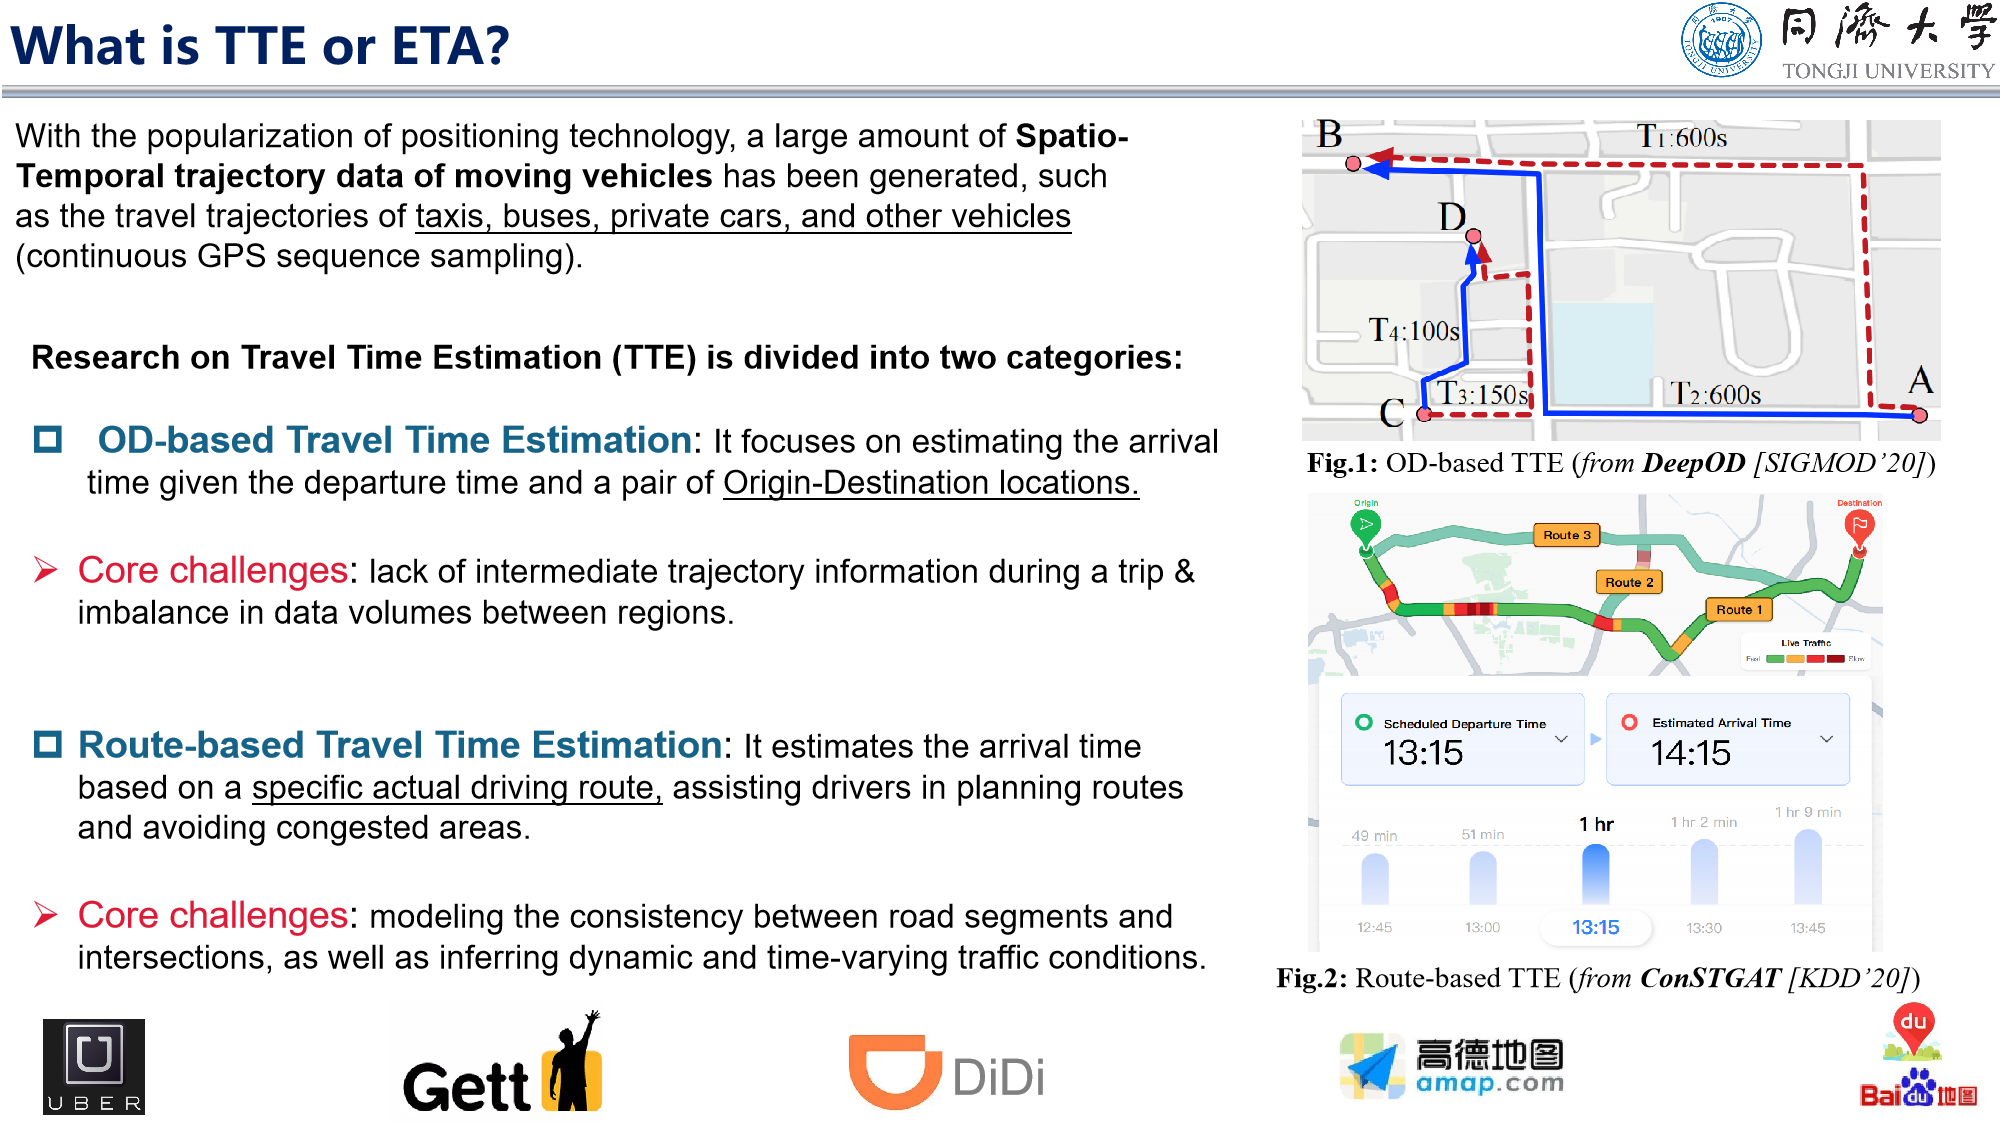 What is TTE or ETA?
1907
TONGJI UNIVERSITY
同濟大學
TONGJI UNIVERSITY
With the popularization of positioning technology, a large amount of Spatio-
Temporal trajectory data of moving vehicles has been generated, such
as the travel trajectories of taxis, buses, private cars, and other vehicles
(continuous GPS sequence sampling).
Research on Travel Time Estimation (TTE) is divided into two categories:
OD-based Travel Time Estimation: It focuses on estimating the arrival
time given the departure time and a pair of Origin-Destination locations.
Core challenges: lack of intermediate trajectory information during a trip &
imbalance in data volumes between regions.
Route-based Travel Time Estimation: It estimates the arrival time
based on a specific actual driving route, assisting drivers in planning routes
and avoiding congested areas.
Core challenges: modeling the consistency between road segments and
intersections, as well as inferring dynamic and time-varying traffic conditions.
B
T1:600s
D
T4:100s
A
T3:150s
T2:600s
C
Fig.1: OD-based TTE (from DeepOD [SIGMOD’20])
Origin
Destination
Route 3
Route 2
Route 1
Live Traffic
Fast
Slow
Scheduled Departure Time
13:15
Estimated Arrival Time
14:15
49 min
51 min
1 hr
1 hr 2 min
1 hr 9 min
12:45
13:00
13:15
13:30
13:45
Fig.2: Route-based TTE (from ConSTGAT [KDD’20])
UBER
Gett
DiDi
高德地图
amap.com
du
Bai du 地图